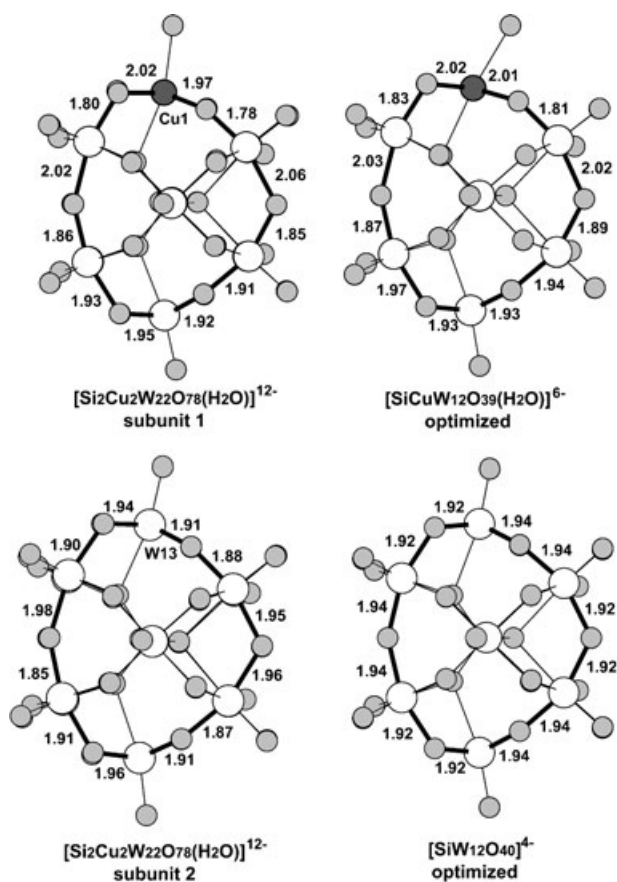 2.02 1.97
Cu1
1.80 1.78
2.02 2.06
1.86 1.85
1.93 1.91
1.95 1.92
[Si2Cu2W22O78(H2O)]12-
subunit 1
2.02 2.01
1.83 1.81
2.03 2.02
1.87 1.89
1.97 1.94
1.93 1.93
[SiCuW12O39(H2O)]6-
optimized
1.94 1.91
W13
1.90 1.88
1.98 1.95
1.85 1.96
1.91 1.87
1.96 1.91
[Si2Cu2W22O78(H2O)]12-
subunit 2
1.92 1.94
1.92 1.94
1.94 1.92
1.94 1.92
1.92 1.94
1.92 1.94
[SiW12O40]4-
optimized